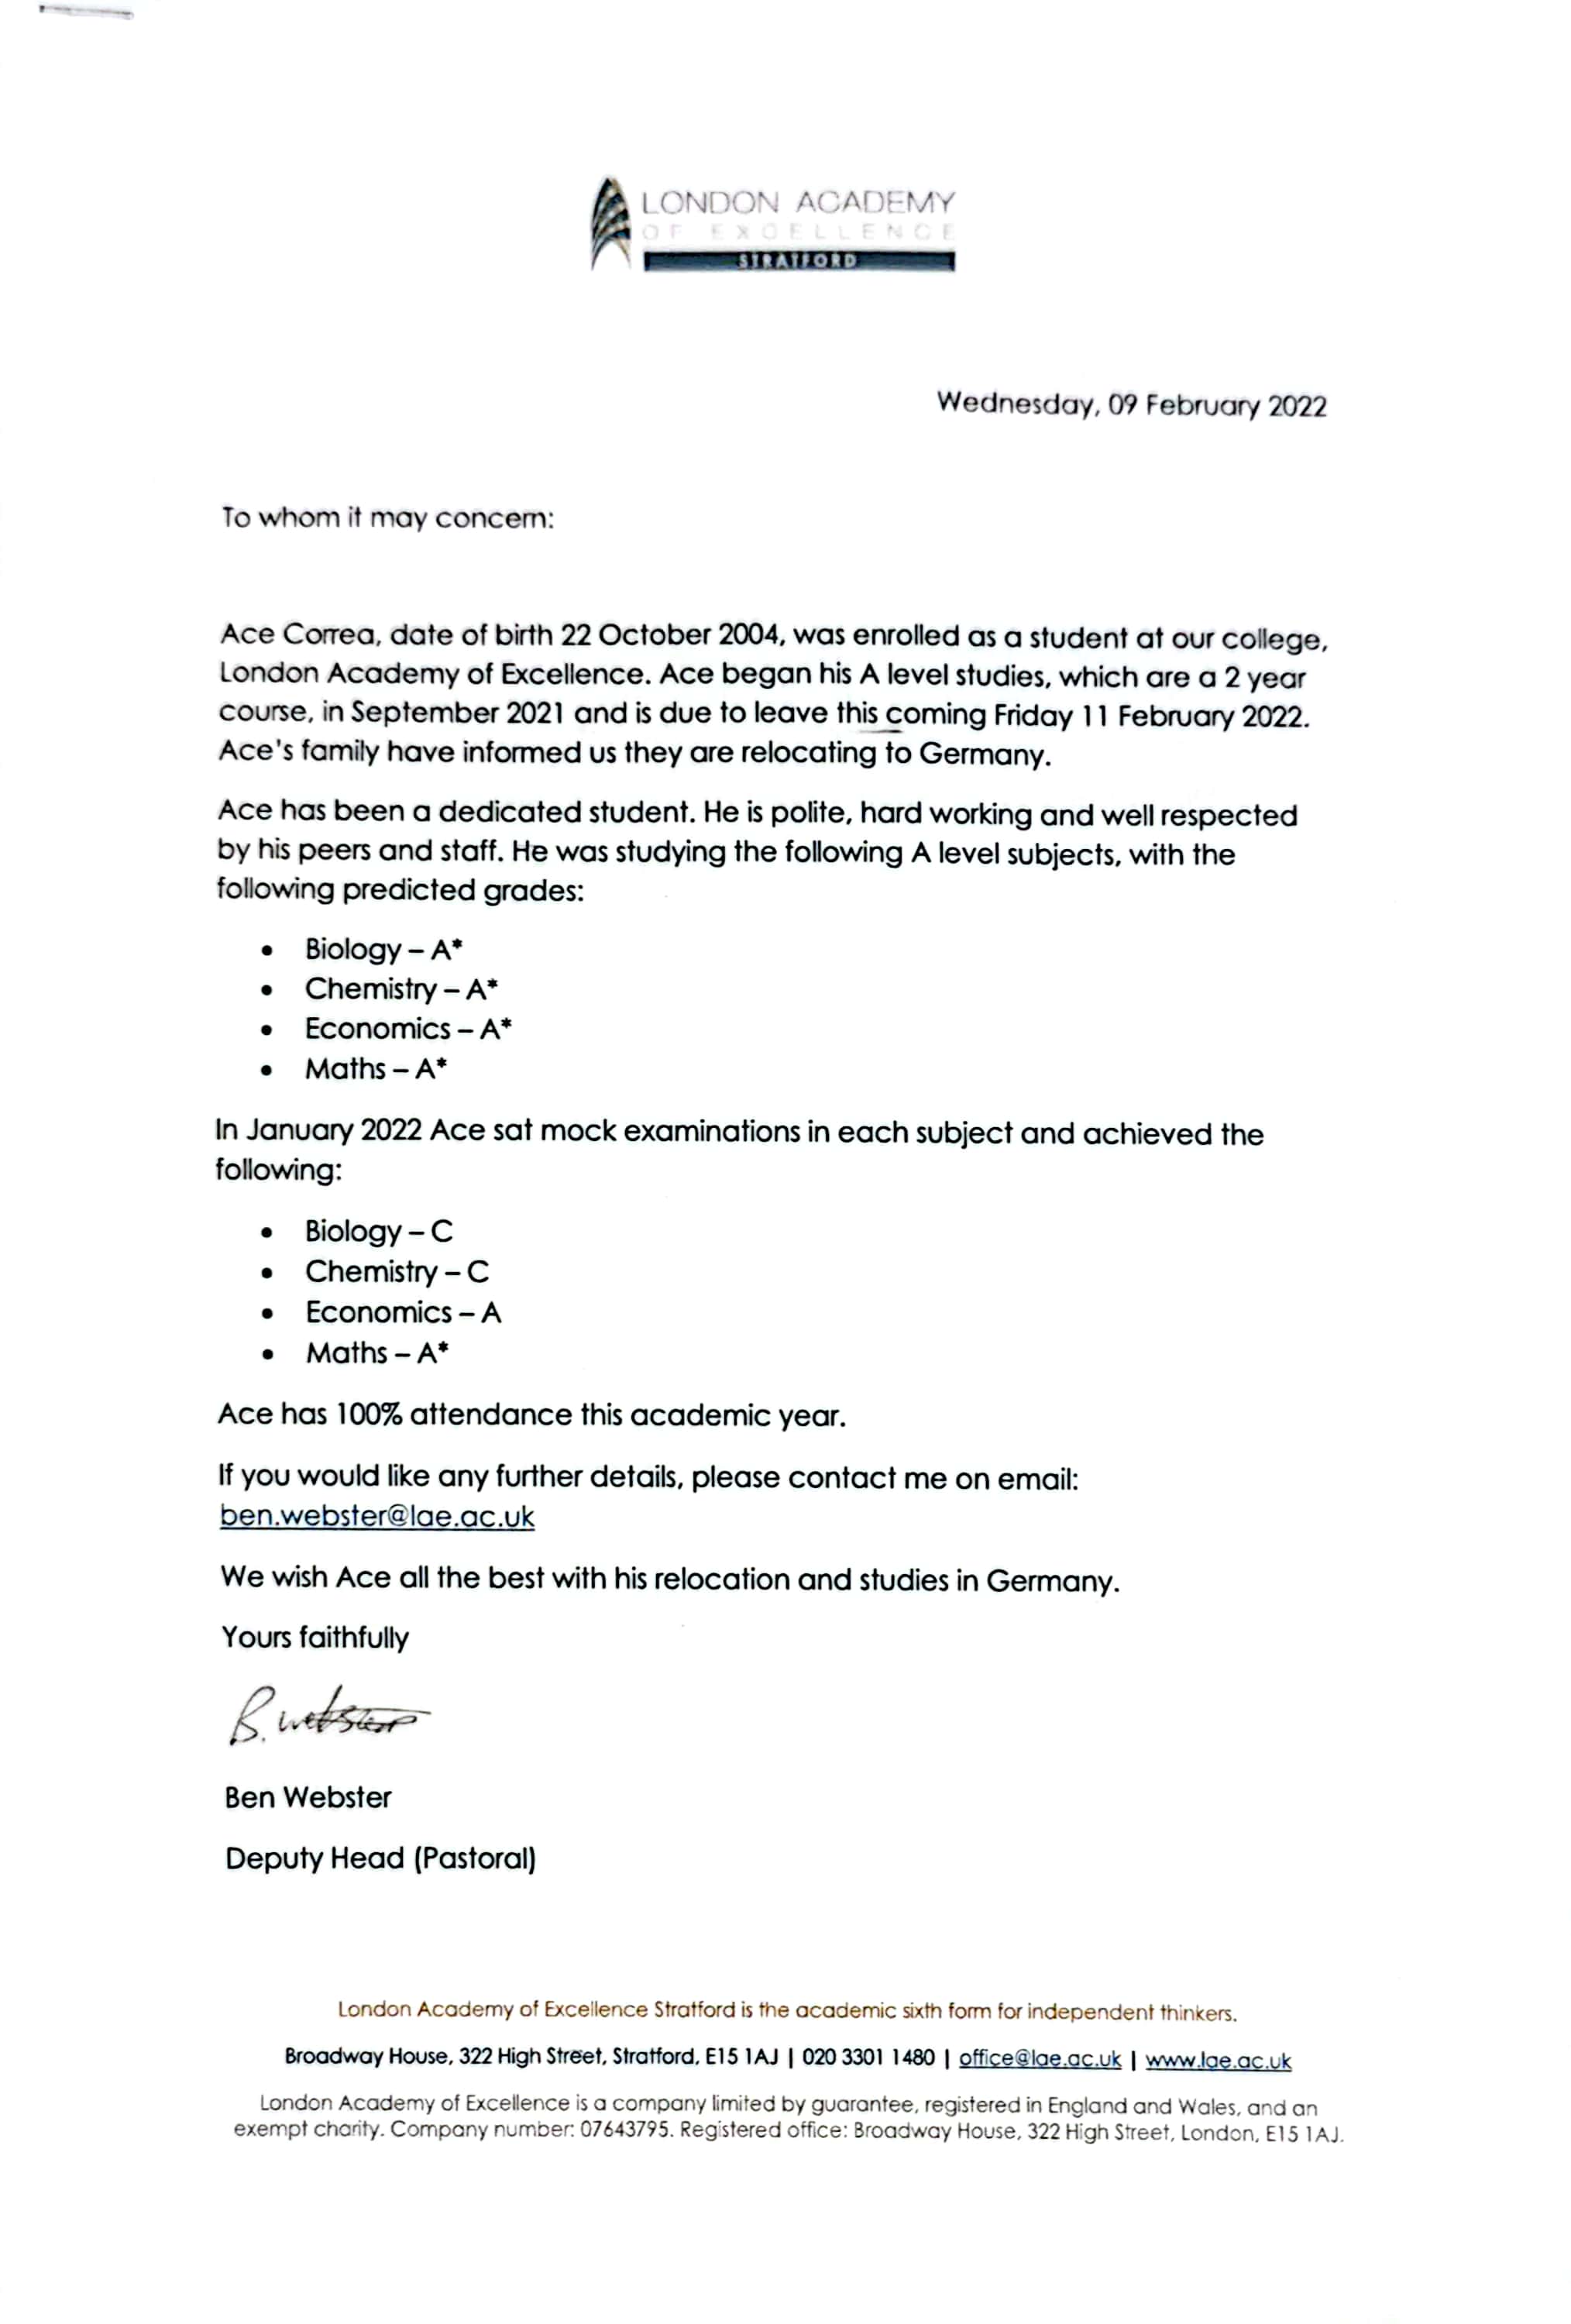 LONDON ACADEMY
OF EXCELLENCE
STRATFORD
Wednesday, 09 February 2022
To whom it may concern:
Ace Correa, date of birth 22 October 2004, was enrolled as a student at our college,
London Academy of Excellence. Ace began his A level studies, which are a 2 year
course, in September 2021 and is due to leave this coming Friday 11 February 2022.
Ace's family have informed us they are relocating to Germany.
Ace has been a dedicated student. He is polite, hard working and well respected
by his peers and staff. He was studying the following A level subjects, with the
following predicted grades:
• Biology – A*
• Chemistry – A*
• Economics – A*
• Maths – A*
In January 2022 Ace sat mock examinations in each subject and achieved the
following:
• Biology – C
• Chemistry – C
• Economics – A
• Maths – A*
Ace has 100% attendance this academic year.
If you would like any further details, please contact me on email:
ben.webster@lae.ac.uk
We wish Ace all the best with his relocation and studies in Germany.
Yours faithfully
B. Webster
Ben Webster
Deputy Head (Pastoral)
London Academy of Excellence Stratford is the academic sixth form for independent thinkers.
Broadway House, 322 High Street, Stratford, E15 1AJ | 020 3301 1480 | office@lae.ac.uk | www.lae.ac.uk
London Academy of Excellence is a company limited by guarantee, registered in England and Wales, and an
exempt charity. Company number: 07643795. Registered office: Broadway House, 322 High Street, London, E15 1AJ.